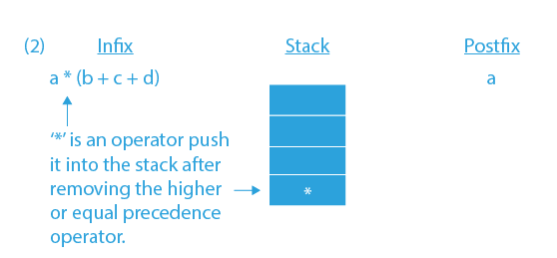 (2) Infix Stack Postfix
a * (b + c + d) a
‘*’ is an operator push
it into the stack after
removing the higher
or equal precedence
operator.
*